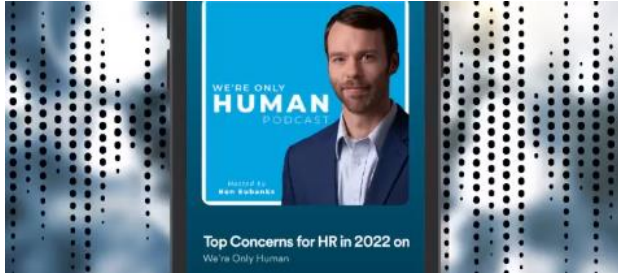 WE'RE ONLY
HUMAN
PODCAST
Hosted By
Ben Eubanks
Top Concerns for HR in 2022 on
We're Only Human